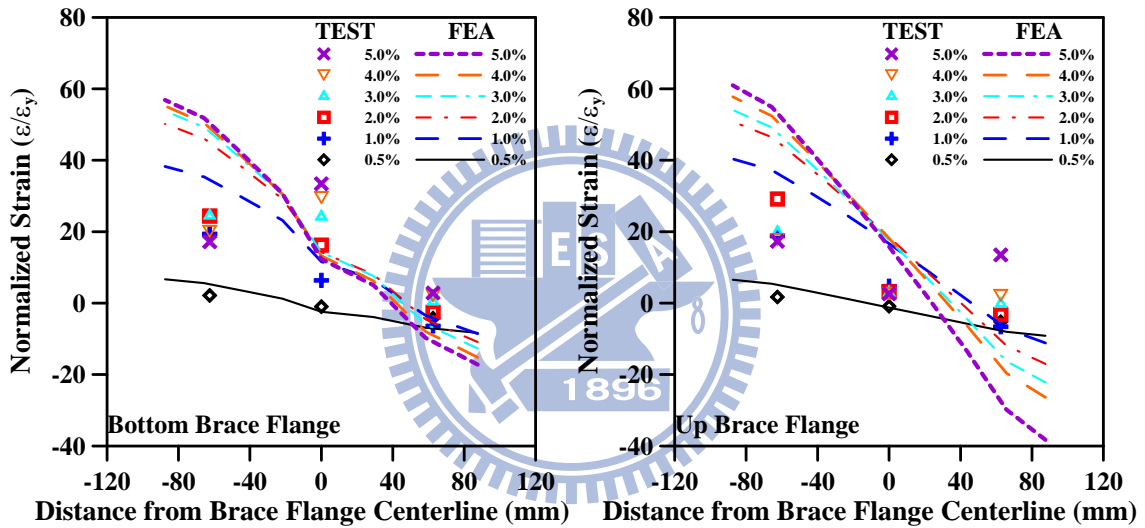 80
60
40
20
0
-20
-40
Normalized Strain (ε/εy)
TEST FEA
5.0% 5.0%
4.0% 4.0%
3.0% 3.0%
2.0% 2.0%
1.0% 1.0%
0.5% 0.5%
Bottom Brace Flange
-120 -80 -40 0 40 80 120
Distance from Brace Flange Centerline (mm)
80
60
40
20
0
-20
-40
Normalized Strain (ε/εy)
TEST FEA
5.0% 5.0%
4.0% 4.0%
3.0% 3.0%
2.0% 2.0%
1.0% 1.0%
0.5% 0.5%
Up Brace Flange
-120 -80 -40 0 40 80 120
Distance from Brace Flange Centerline (mm)
E S A
1896